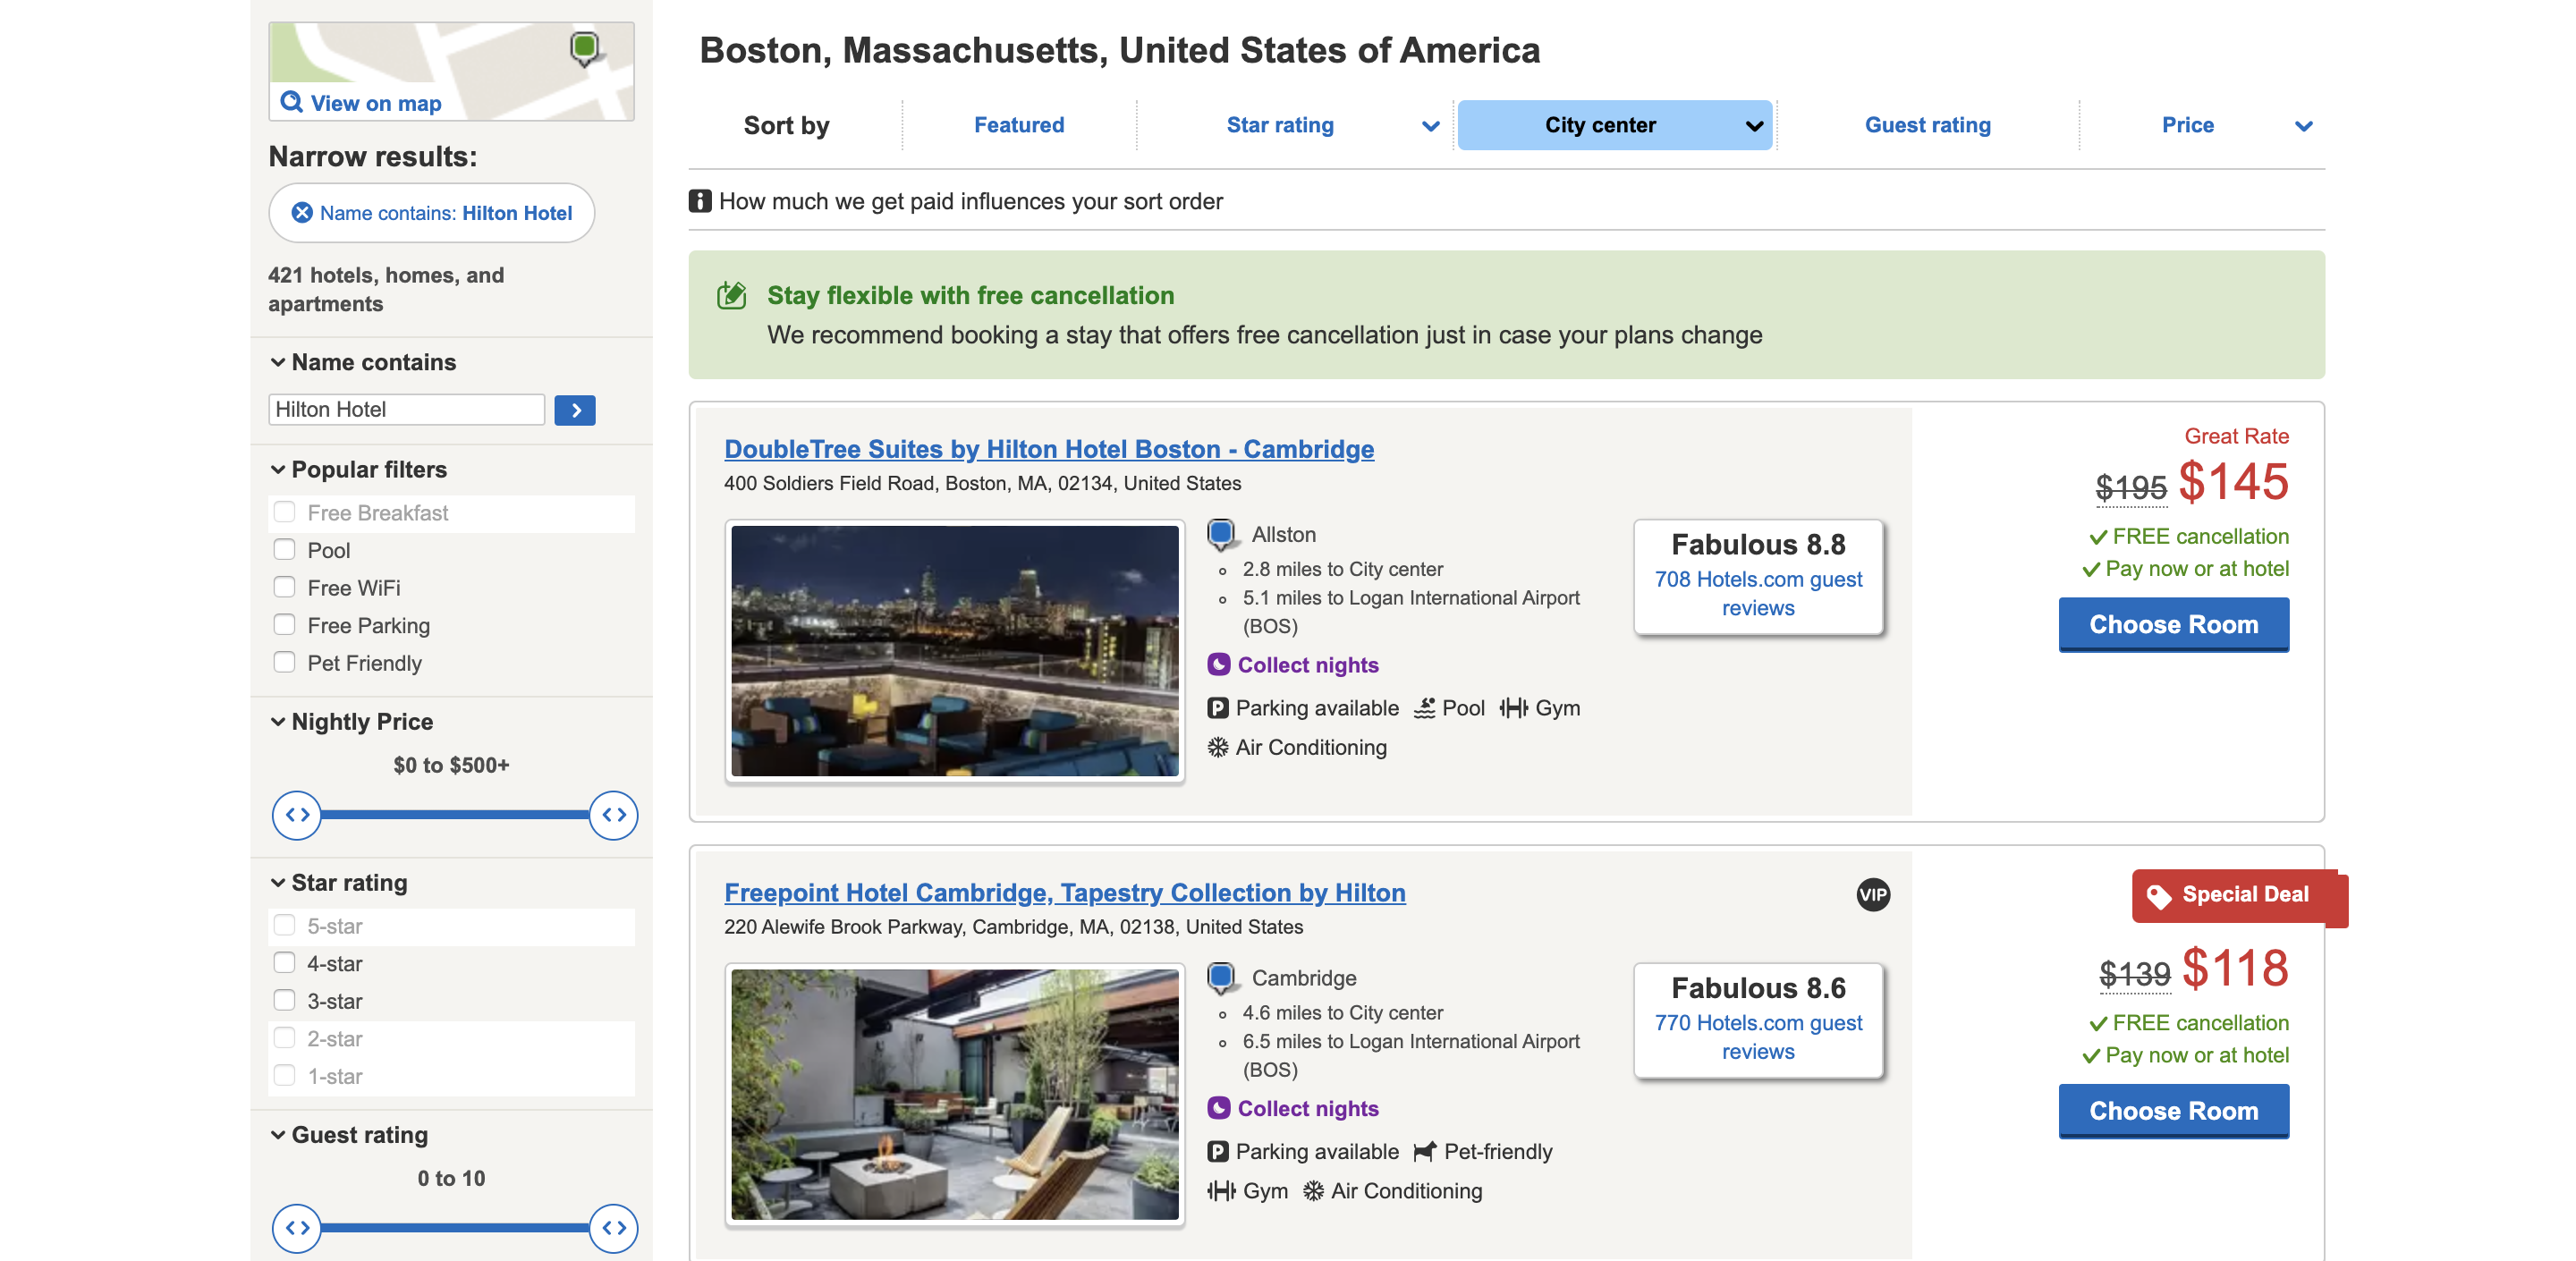 View on map
Narrow results:
Name contains: Hilton Hotel
421 hotels, homes, and
apartments
Name contains
Hilton Hotel
Popular filters
Free Breakfast
Pool
Free WiFi
Free Parking
Pet Friendly
Nightly Price
$0 to $500+
Star rating
5-star
4-star
3-star
2-star
1-star
Guest rating
0 to 10
Boston, Massachusetts, United States of America
Sort by Featured Star rating City center Guest rating Price
How much we get paid influences your sort order
Stay flexible with free cancellation
We recommend booking a stay that offers free cancellation just in case your plans change
DoubleTree Suites by Hilton Hotel Boston - Cambridge
400 Soldiers Field Road, Boston, MA, 02134, United States
Allston
2.8 miles to City center
5.1 miles to Logan International Airport
(BOS)
Collect nights
P Parking available Pool Gym
Air Conditioning
Fabulous 8.8
708 Hotels.com guest
reviews
Great Rate
$195 $145
FREE cancellation
Pay now or at hotel
Choose Room
Freepoint Hotel Cambridge, Tapestry Collection by Hilton
VIP
220 Alewife Brook Parkway, Cambridge, MA, 02138, United States
Cambridge
4.6 miles to City center
6.5 miles to Logan International Airport
(BOS)
Collect nights
P Parking available Pet-friendly
Gym Air Conditioning
Fabulous 8.6
770 Hotels.com guest
reviews
Special Deal
$139 $118
FREE cancellation
Pay now or at hotel
Choose Room